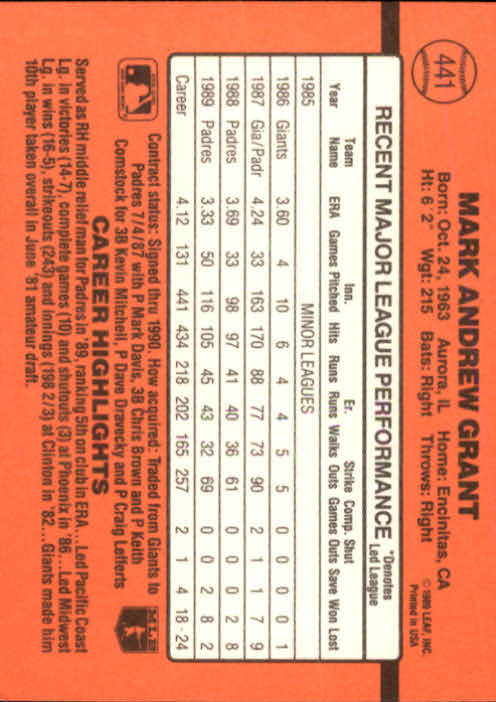 441
MARK ANDREW GRANT
Born: Oct. 24, 1963 Aurora, IL Home: Encinitas, CA
Ht: 6' 2" Wgt: 215 Bats: Right Throws: Right
© 1989 LEAF, INC.
Printed in USA
RECENT MAJOR LEAGUE PERFORMANCE *Denotes Led League
Year Team Name ERA Games Inn. Pitched Hits Runs Er. Runs Walks Strike Outs Comp. Games Shut Outs Save Won Lost
1985 MINOR LEAGUES
1986 Giants 3.60 4 10 6 4 4 5 5 0 0 0 0 1
1987 Gia/Padr 4.24 33 163 170 88 77 73 90 2 1 1 7 9
1988 Padres 3.69 33 98 97 41 40 36 61 0 0 0 2 8
1989 Padres 3.33 50 116 105 45 43 32 69 0 0 2 8 2
Career 4.12 131 441 434 218 202 165 257 2 1 4 18-24
Contract status: Signed thru 1990. How acquired: Traded from Giants to
Padres 7/4/87 with P Mark Davis, 3B Chris Brown and P Keith
Comstock for 3B Kevin Mitchell, P Dave Dravecky and P Craig Lefferts
MLB
CAREER HIGHLIGHTS
Served as RH middle relief man for Padres in '89, ranking 5th on club in ERA...Led Pacific Coast
Lg. in victories (14-7), complete games (10) and shutouts (3) at Phoenix in '86...Led Midwest
Lg. in wins (16-5), strikeouts (243) and innings (198 2/3) at Clinton in '82...Giants made him
10th player taken overall in June '81 amateur draft.